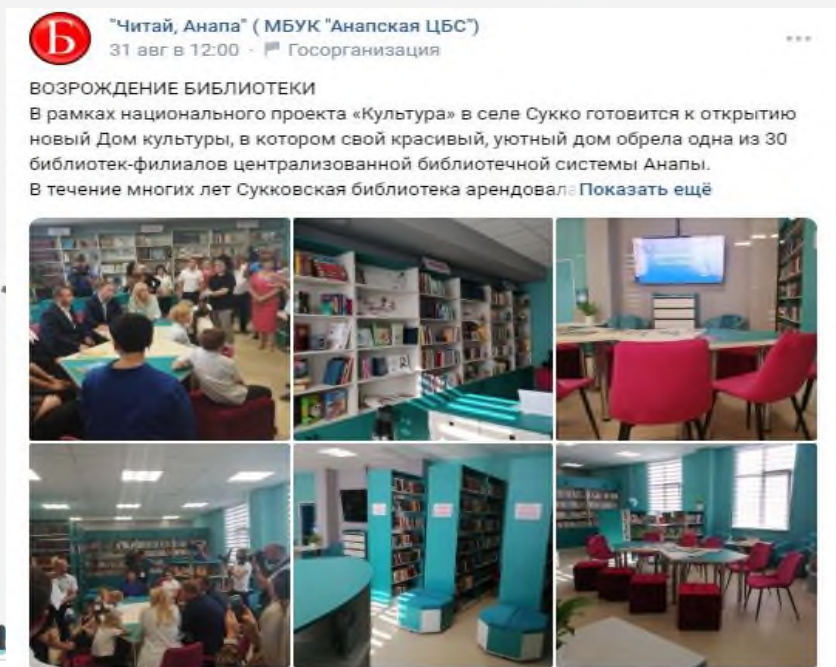 Б
"Читай, Анапа" ( МБУК "Анапская ЦБС")
31 авг в 12:00 · Госорганизация
ВОЗРОЖДЕНИЕ БИБЛИОТЕКИ
В рамках национального проекта «Культура» в селе Сукко готовится к открытию
новый Дом культуры, в котором свой красивый, уютный дом обрела одна из 30
библиотек-филиалов централизованной библиотечной системы Анапы.
В течение многих лет Сукковская библиотека арендовала Показать ещё